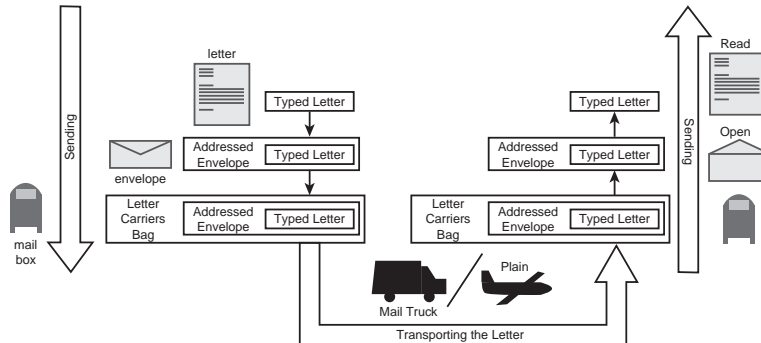 letter
Typed Letter
Addressed
Envelope
Typed Letter
envelope
Letter
Carriers
Bag
Addressed
Envelope
Typed Letter
Sending
mail
box
Typed Letter
Addressed
Envelope
Typed Letter
Letter
Carriers
Bag
Addressed
Envelope
Typed Letter
Sending
Read
Open
Mail Truck
Plain
Transporting the Letter